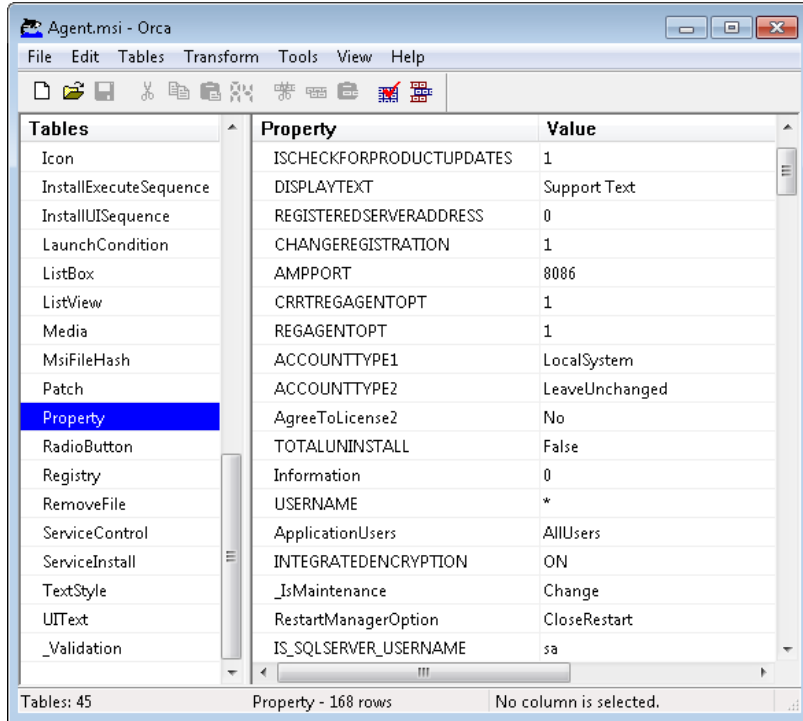 Agent.msi - Orca
File Edit Tables Transform Tools View Help
Tables Property Value
Icon ISCHECKFORPRODUCTUPDATES 1
InstallExecuteSequence DISPLAYTEXT Support Text
InstallUISequence REGISTEREDSERVERADDRESS 0
LaunchCondition CHANGEREGISTRATION 1
ListBox AMPPORT 8086
ListView CRRTREGAGENTOPT 1
Media REGAGENTOPT 1
MsiFileHash ACCOUNTTYPE1 LocalSystem
Patch ACCOUNTTYPE2 LeaveUnchanged
Property AgreeToLicense2 No
RadioButton TOTALUNINSTALL False
Registry Information 0
RemoveFile USERNAME *
ServiceControl ApplicationUsers AllUsers
ServiceInstall INTEGRATEDENCRYPTION ON
TextStyle _IsMaintenance Change
UIText RestartManagerOption CloseRestart
_Validation IS_SQLSERVER_USERNAME sa
Tables: 45 Property - 168 rows No column is selected.